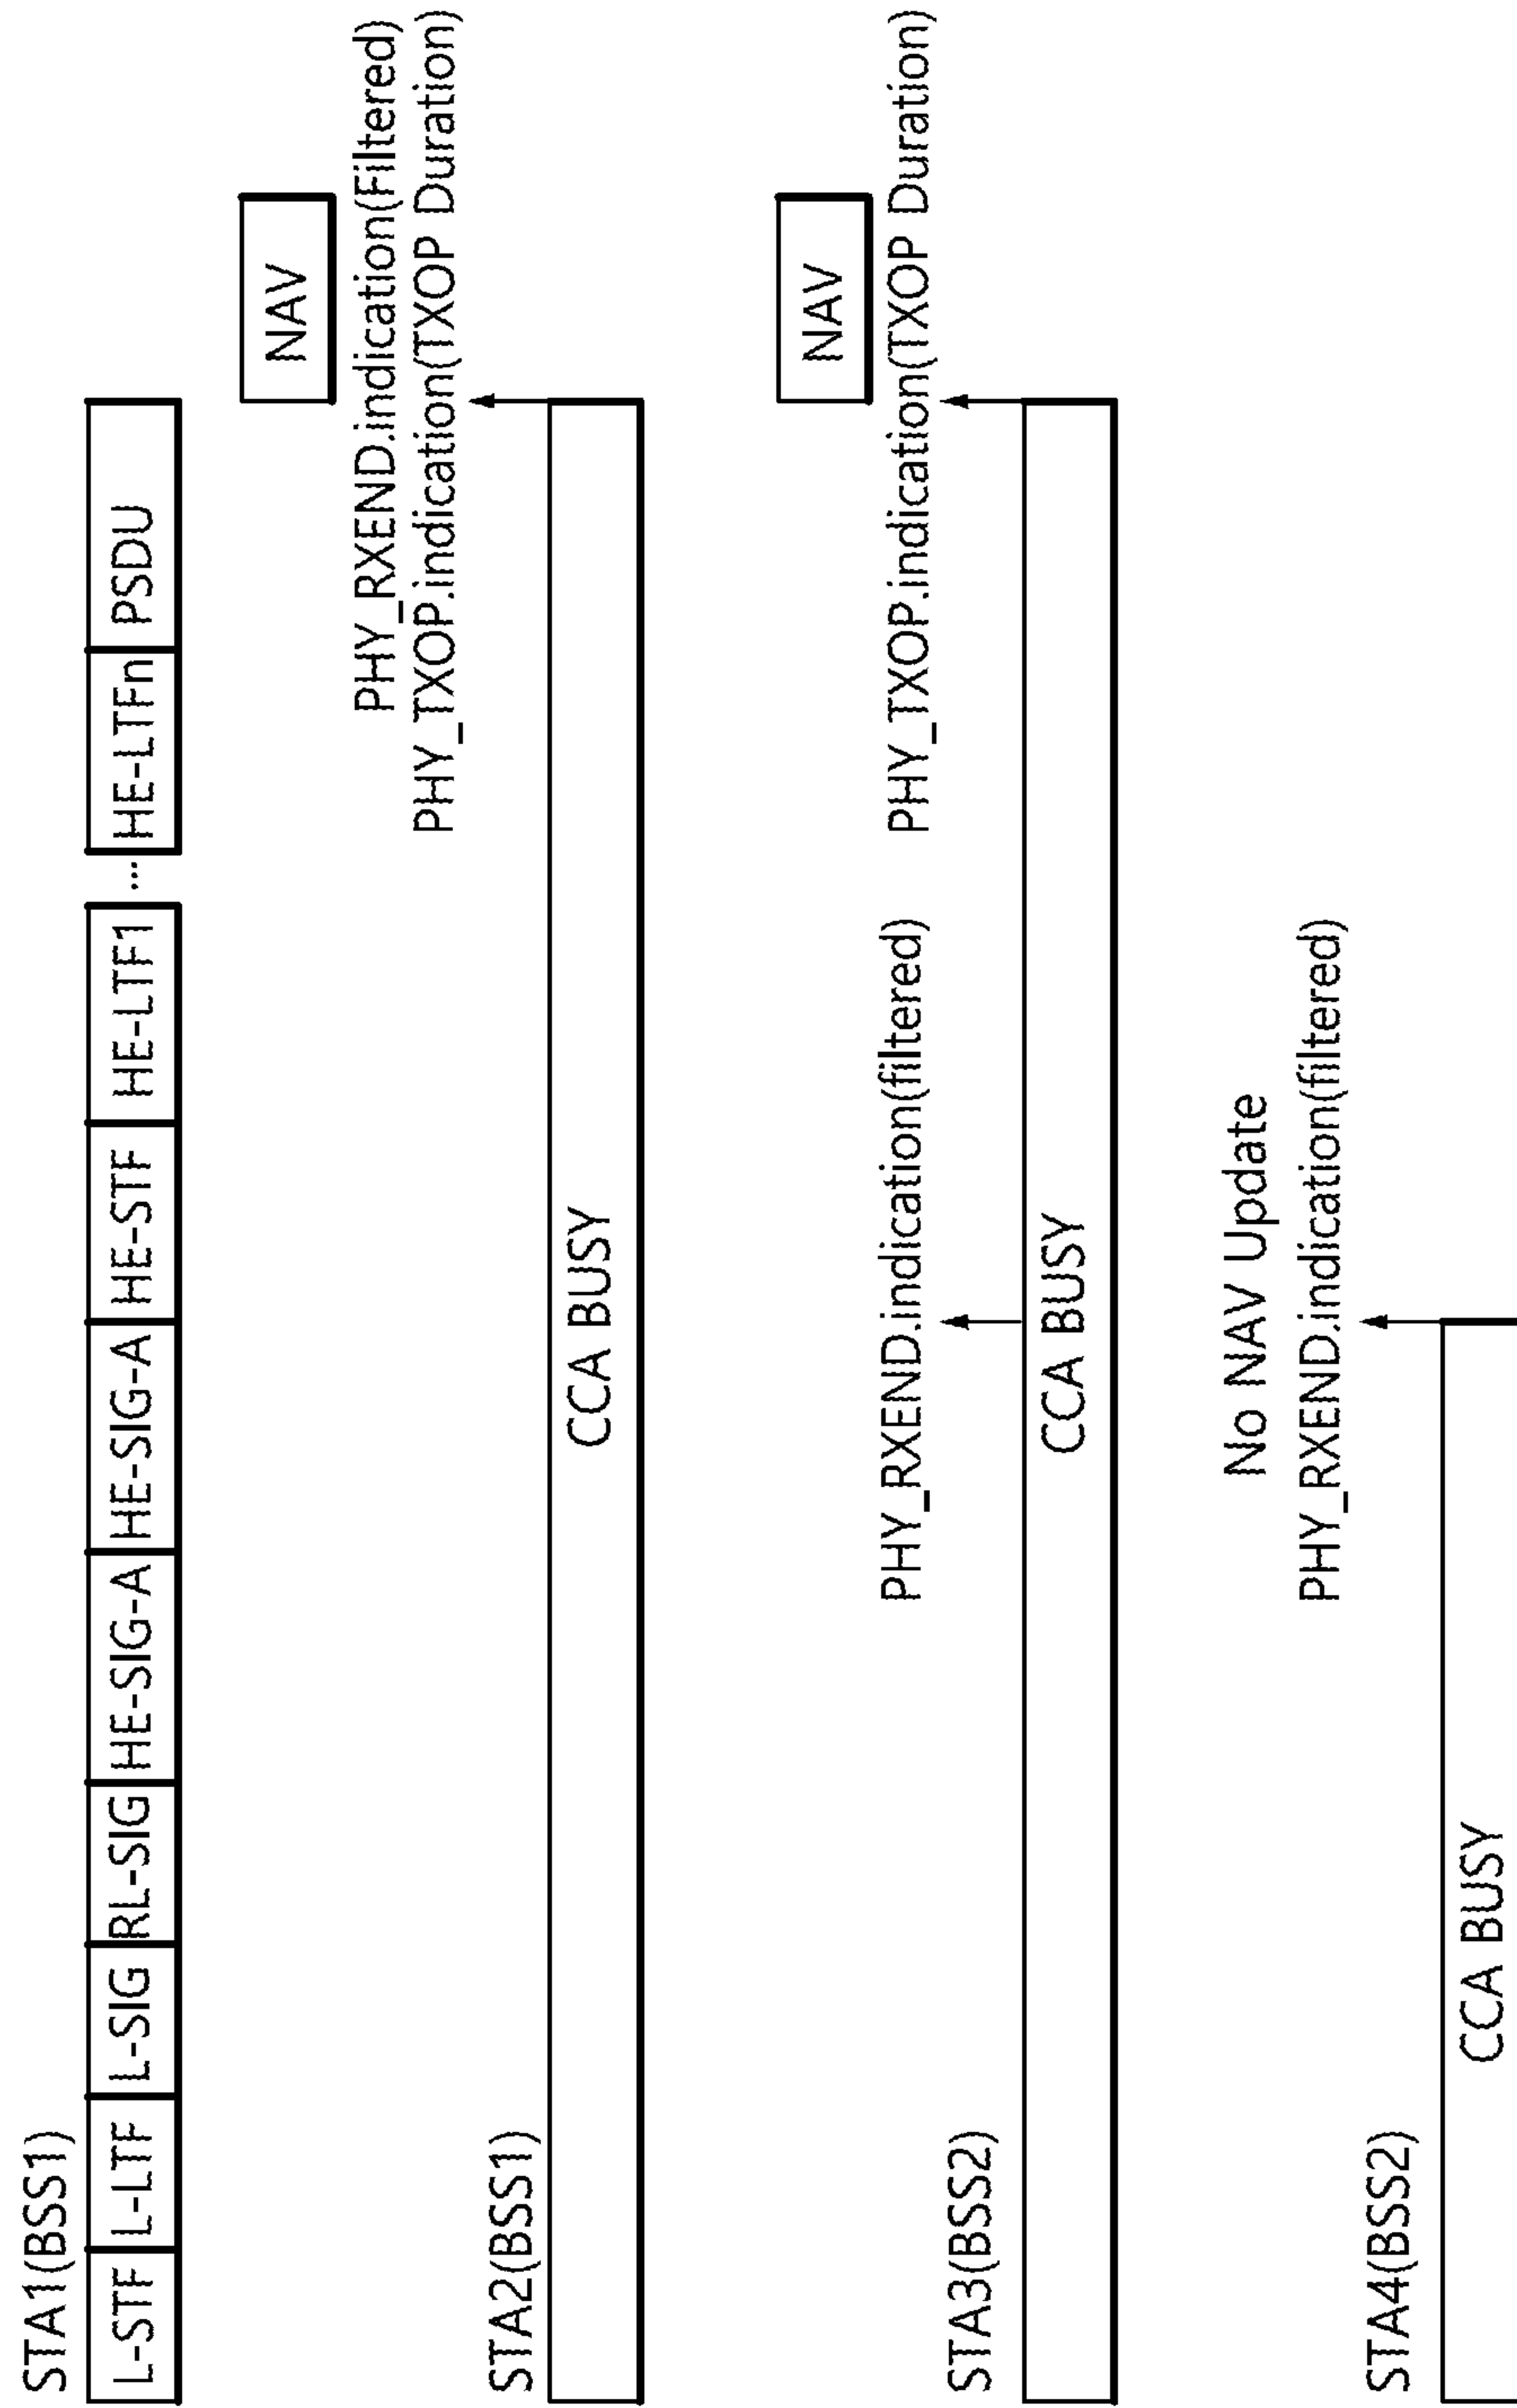 STA1(BSS1)
L-STF L-LTF L-SIG RL-SIG HE-SIG-A HE-SIG-A HE-STF HE-LTF1 ... HE-LTFn PSDU
NAV
PHY_RXEND.indication(Filtered)
PHY_TXOP.indication(TXOP Duration)
STA2(BSS1)
CCA BUSY
NAV
PHY_RXEND.indication(filtered) PHY_TXOP.indication(TXOP Duration)
STA3(BSS2)
CCA BUSY
No NAV Update
PHY_RXEND.indication(filtered)
STA4(BSS2)
CCA BUSY